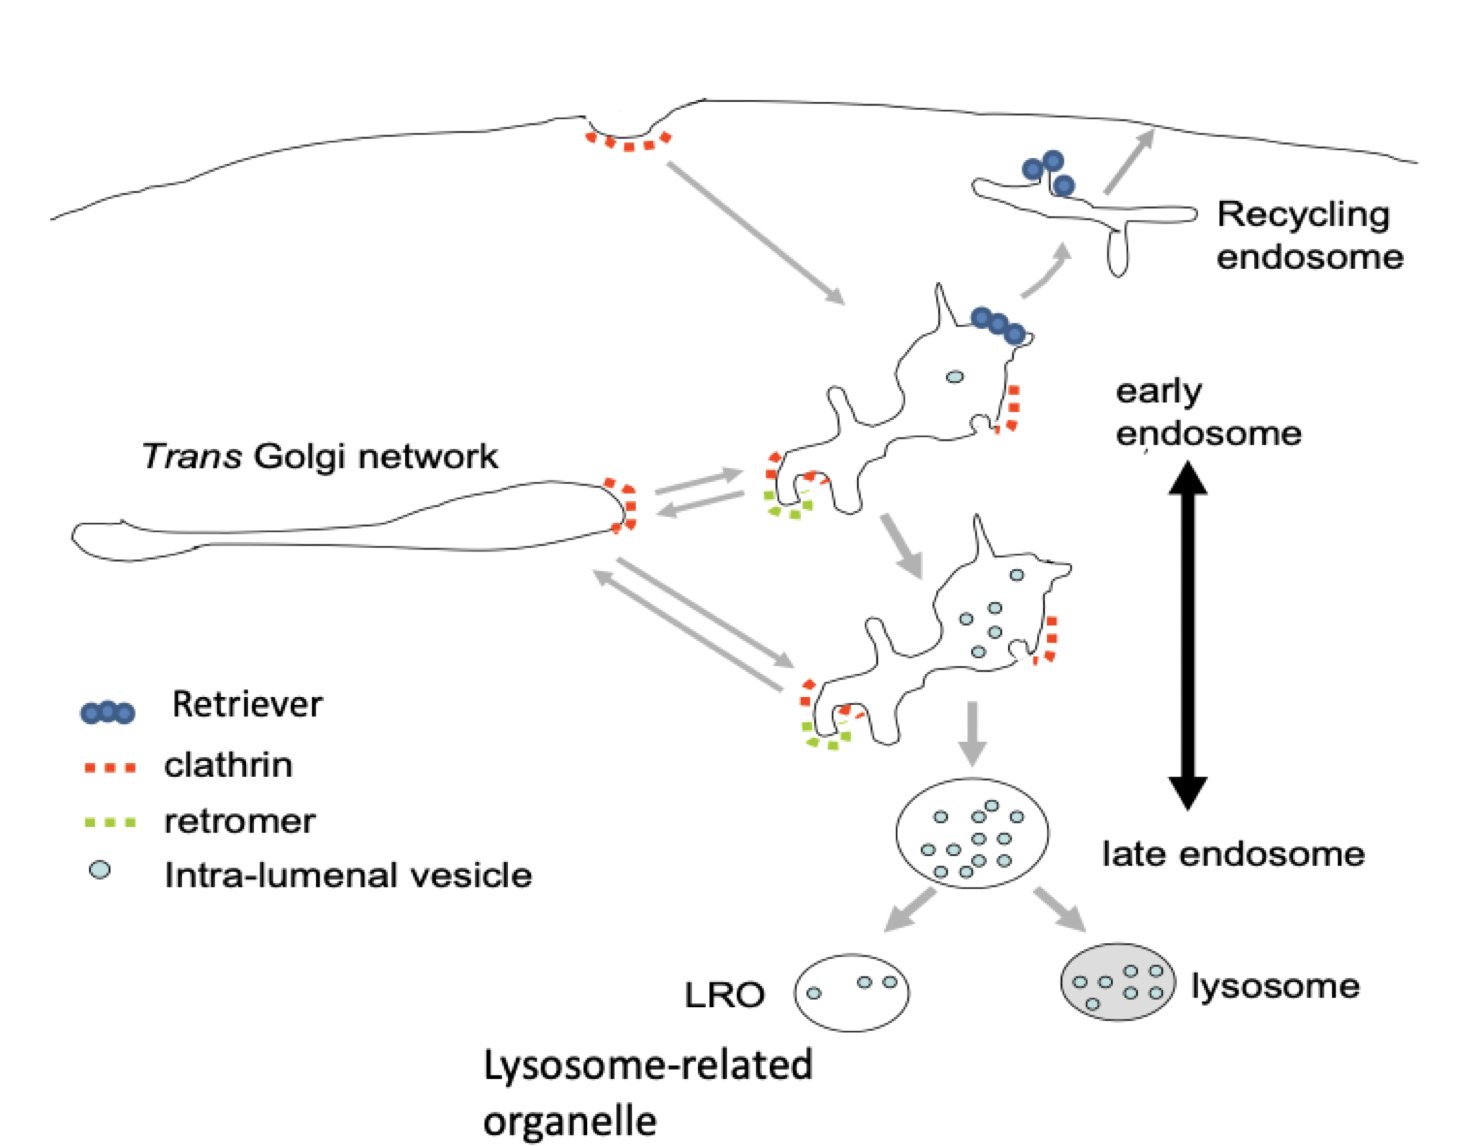 Recycling
endosome
early
endosome
Trans Golgi network
Retriever
clathrin
retromer
Intra-lumenal vesicle
late endosome
LRO
lysosome
Lysosome-related
organelle